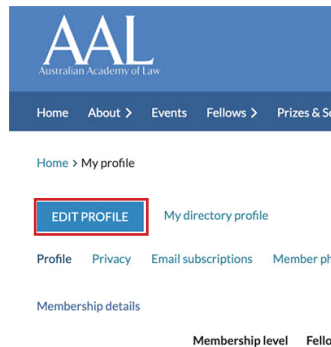 AAL
Australian Academy of Law
Home About > Events Fellows > Prizes &
Home > My profile
EDIT PROFILE My directory profile
Profile Privacy Email subscriptions Member
Membership details
Membership level